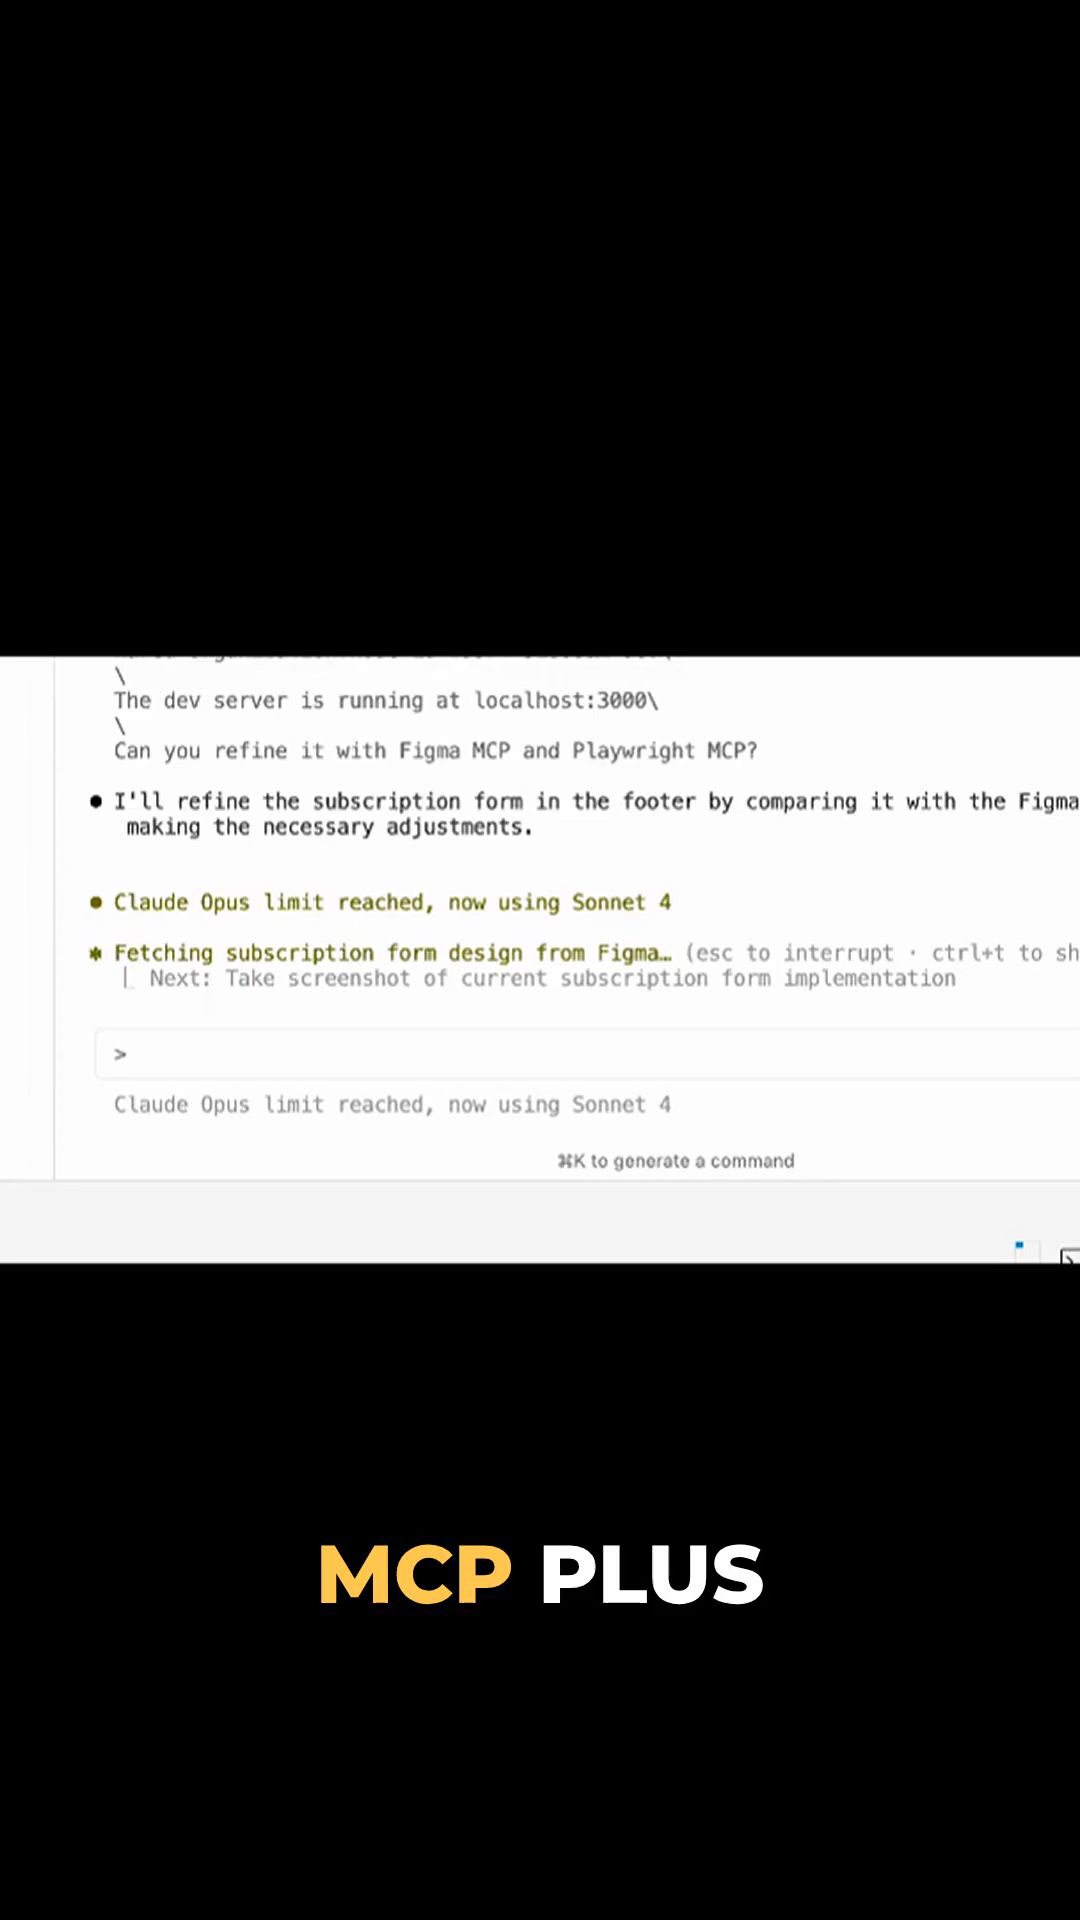 \
The dev server is running at localhost:3000\
\
Can you refine it with Figma MCP and Playwright MCP?
● I'll refine the subscription form in the footer by comparing it with the Figma
making the necessary adjustments.
● Claude Opus limit reached, now using Sonnet 4
* Fetching subscription form design from Figma… (esc to interrupt · ctrl+t to sh
⎿ Next: Take screenshot of current subscription form implementation
>
Claude Opus limit reached, now using Sonnet 4
⌘K to generate a command
MCP PLUS